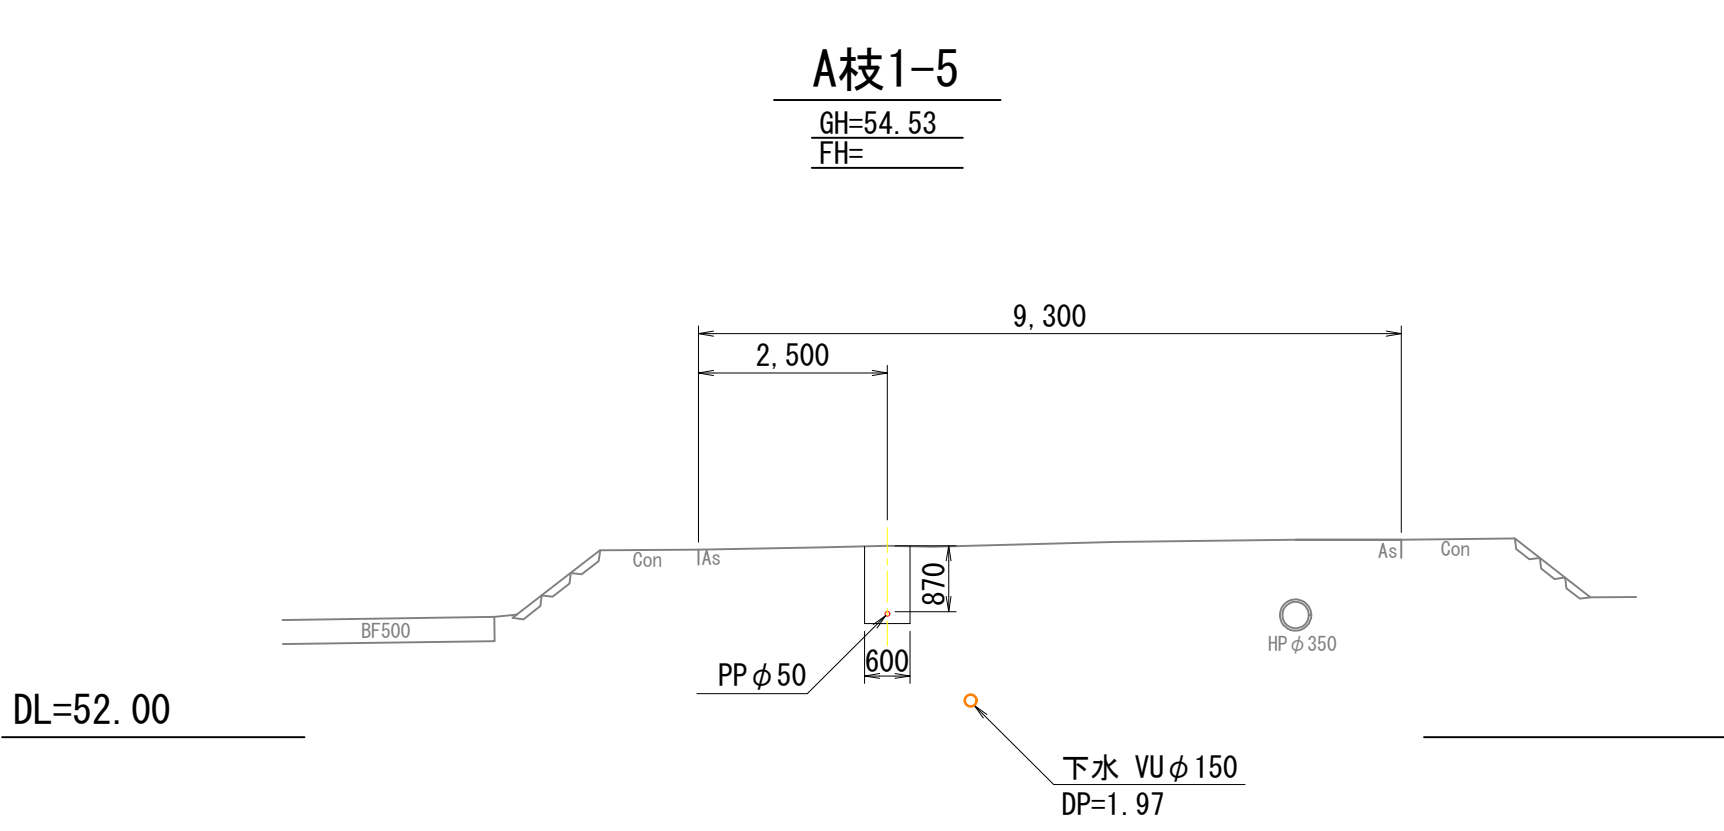 A枝1-5
GH=54.53
FH=
9,300
2,500
Con
As
870
As
Con
BF500
HPφ350
600
PPφ50
DL=52.00
下水 VUφ150
DP=1.97